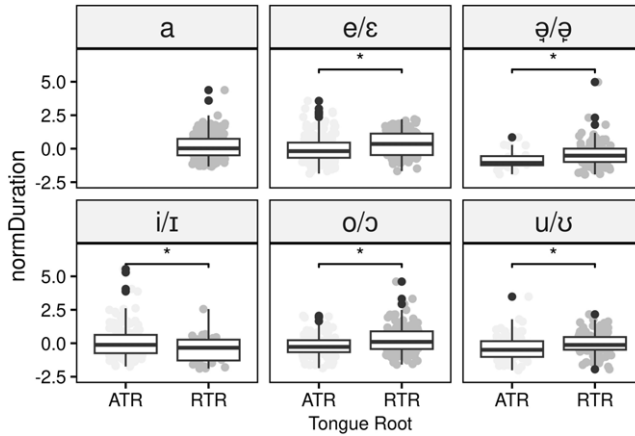 a e/ɛ ə̘/ə̙
* *
5.0
2.5
0.0
-2.5
normDuration
i/ɪ o/ɔ u/ʊ
* * *
5.0
2.5
0.0
-2.5
ATR RTR ATR RTR ATR RTR
Tongue Root